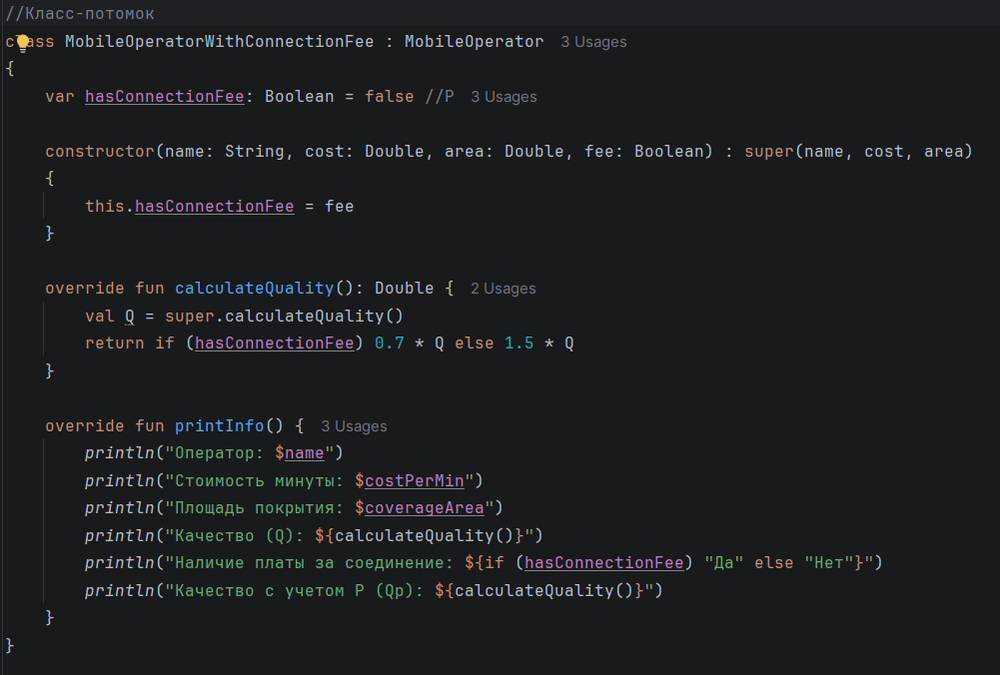 //Класс-потомок
class MobileOperatorWithConnectionFee : MobileOperator 3 Usages
{
var hasConnectionFee: Boolean = false //P 3 Usages
constructor(name: String, cost: Double, area: Double, fee: Boolean) : super(name, cost, area)
{
this.hasConnectionFee = fee
}
override fun calculateQuality(): Double { 2 Usages
val Q = super.calculateQuality()
return if (hasConnectionFee) 0.7 * Q else 1.5 * Q
}
override fun printInfo() { 3 Usages
println("Оператор: $name")
println("Стоимость минуты: $costPerMin")
println("Площадь покрытия: $coverageArea")
println("Качество (Q): ${calculateQuality()}")
println("Наличие платы за соединение: ${if (hasConnectionFee) "Да" else "Нет"}")
println("Качество с учетом P (Qp): ${calculateQuality()}")
}
}